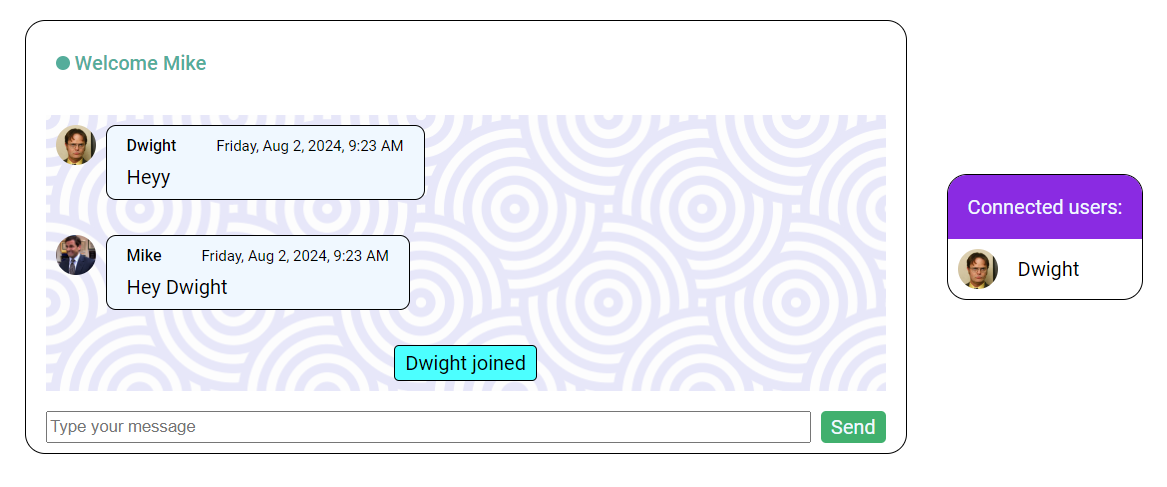 Welcome Mike
Dwight Friday, Aug 2, 2024, 9:23 AM
Heyy
Mike Friday, Aug 2, 2024, 9:23 AM
Hey Dwight
Dwight joined
Type your message
Send
Connected users:
Dwight